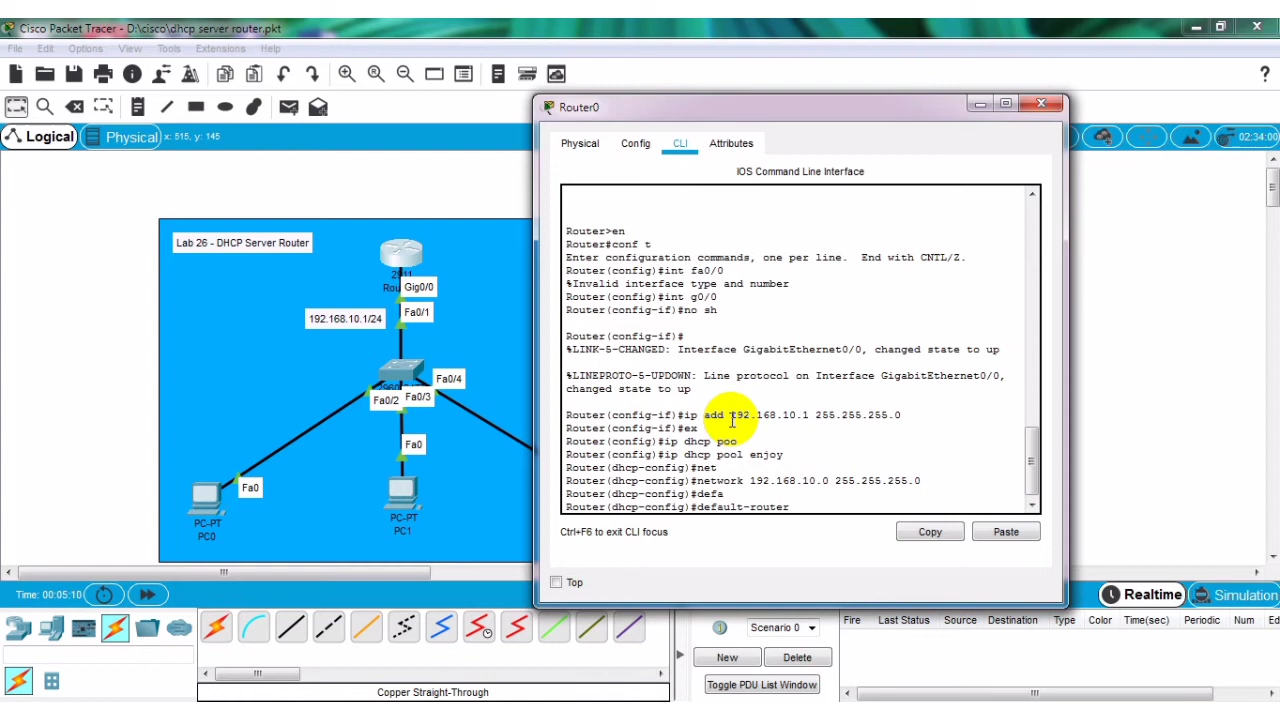 Cisco Packet Tracer - D:\cisco\dhcp server router.pkt
File Edit Options View Tools Extensions Help
?
Logical
Physical x: 515, y: 145
02:34:00
Lab 26 - DHCP Server Router
Gig0/0
Fa0/1
192.168.10.1/24
Fa0/4
Fa0/2
Fa0/3
Fa0
Fa0
PC-PT
PC0
PC-PT
PC1
Router0
Physical Config CLI Attributes
IOS Command Line Interface
Router>en
Router#conf t
Enter configuration commands, one per line. End with CNTL/Z.
Router(config)#int fa0/0
%Invalid interface type and number
Router(config)#int g0/0
Router(config-if)#no sh
Router(config-if)#
%LINK-5-CHANGED: Interface GigabitEthernet0/0, changed state to up
%LINEPROTO-5-UPDOWN: Line protocol on Interface GigabitEthernet0/0,
changed state to up
Router(config-if)#ip add 192.168.10.1 255.255.255.0
Router(config-if)#ex
Router(config)#ip dhcp poo
Router(config)#ip dhcp pool enjoy
Router(dhcp-config)#net
Router(dhcp-config)#network 192.168.10.0 255.255.255.0
Router(dhcp-config)#defa
Router(dhcp-config)#default-router
Ctrl+F6 to exit CLI focus
Copy Paste
Top
Time: 00:05:10
Realtime Simulation
Scenario 0
New Delete
Toggle PDU List Window
Fire Last Status Source Destination Type Time(sec) Color Periodic Num Ed
Copper Straight-Through